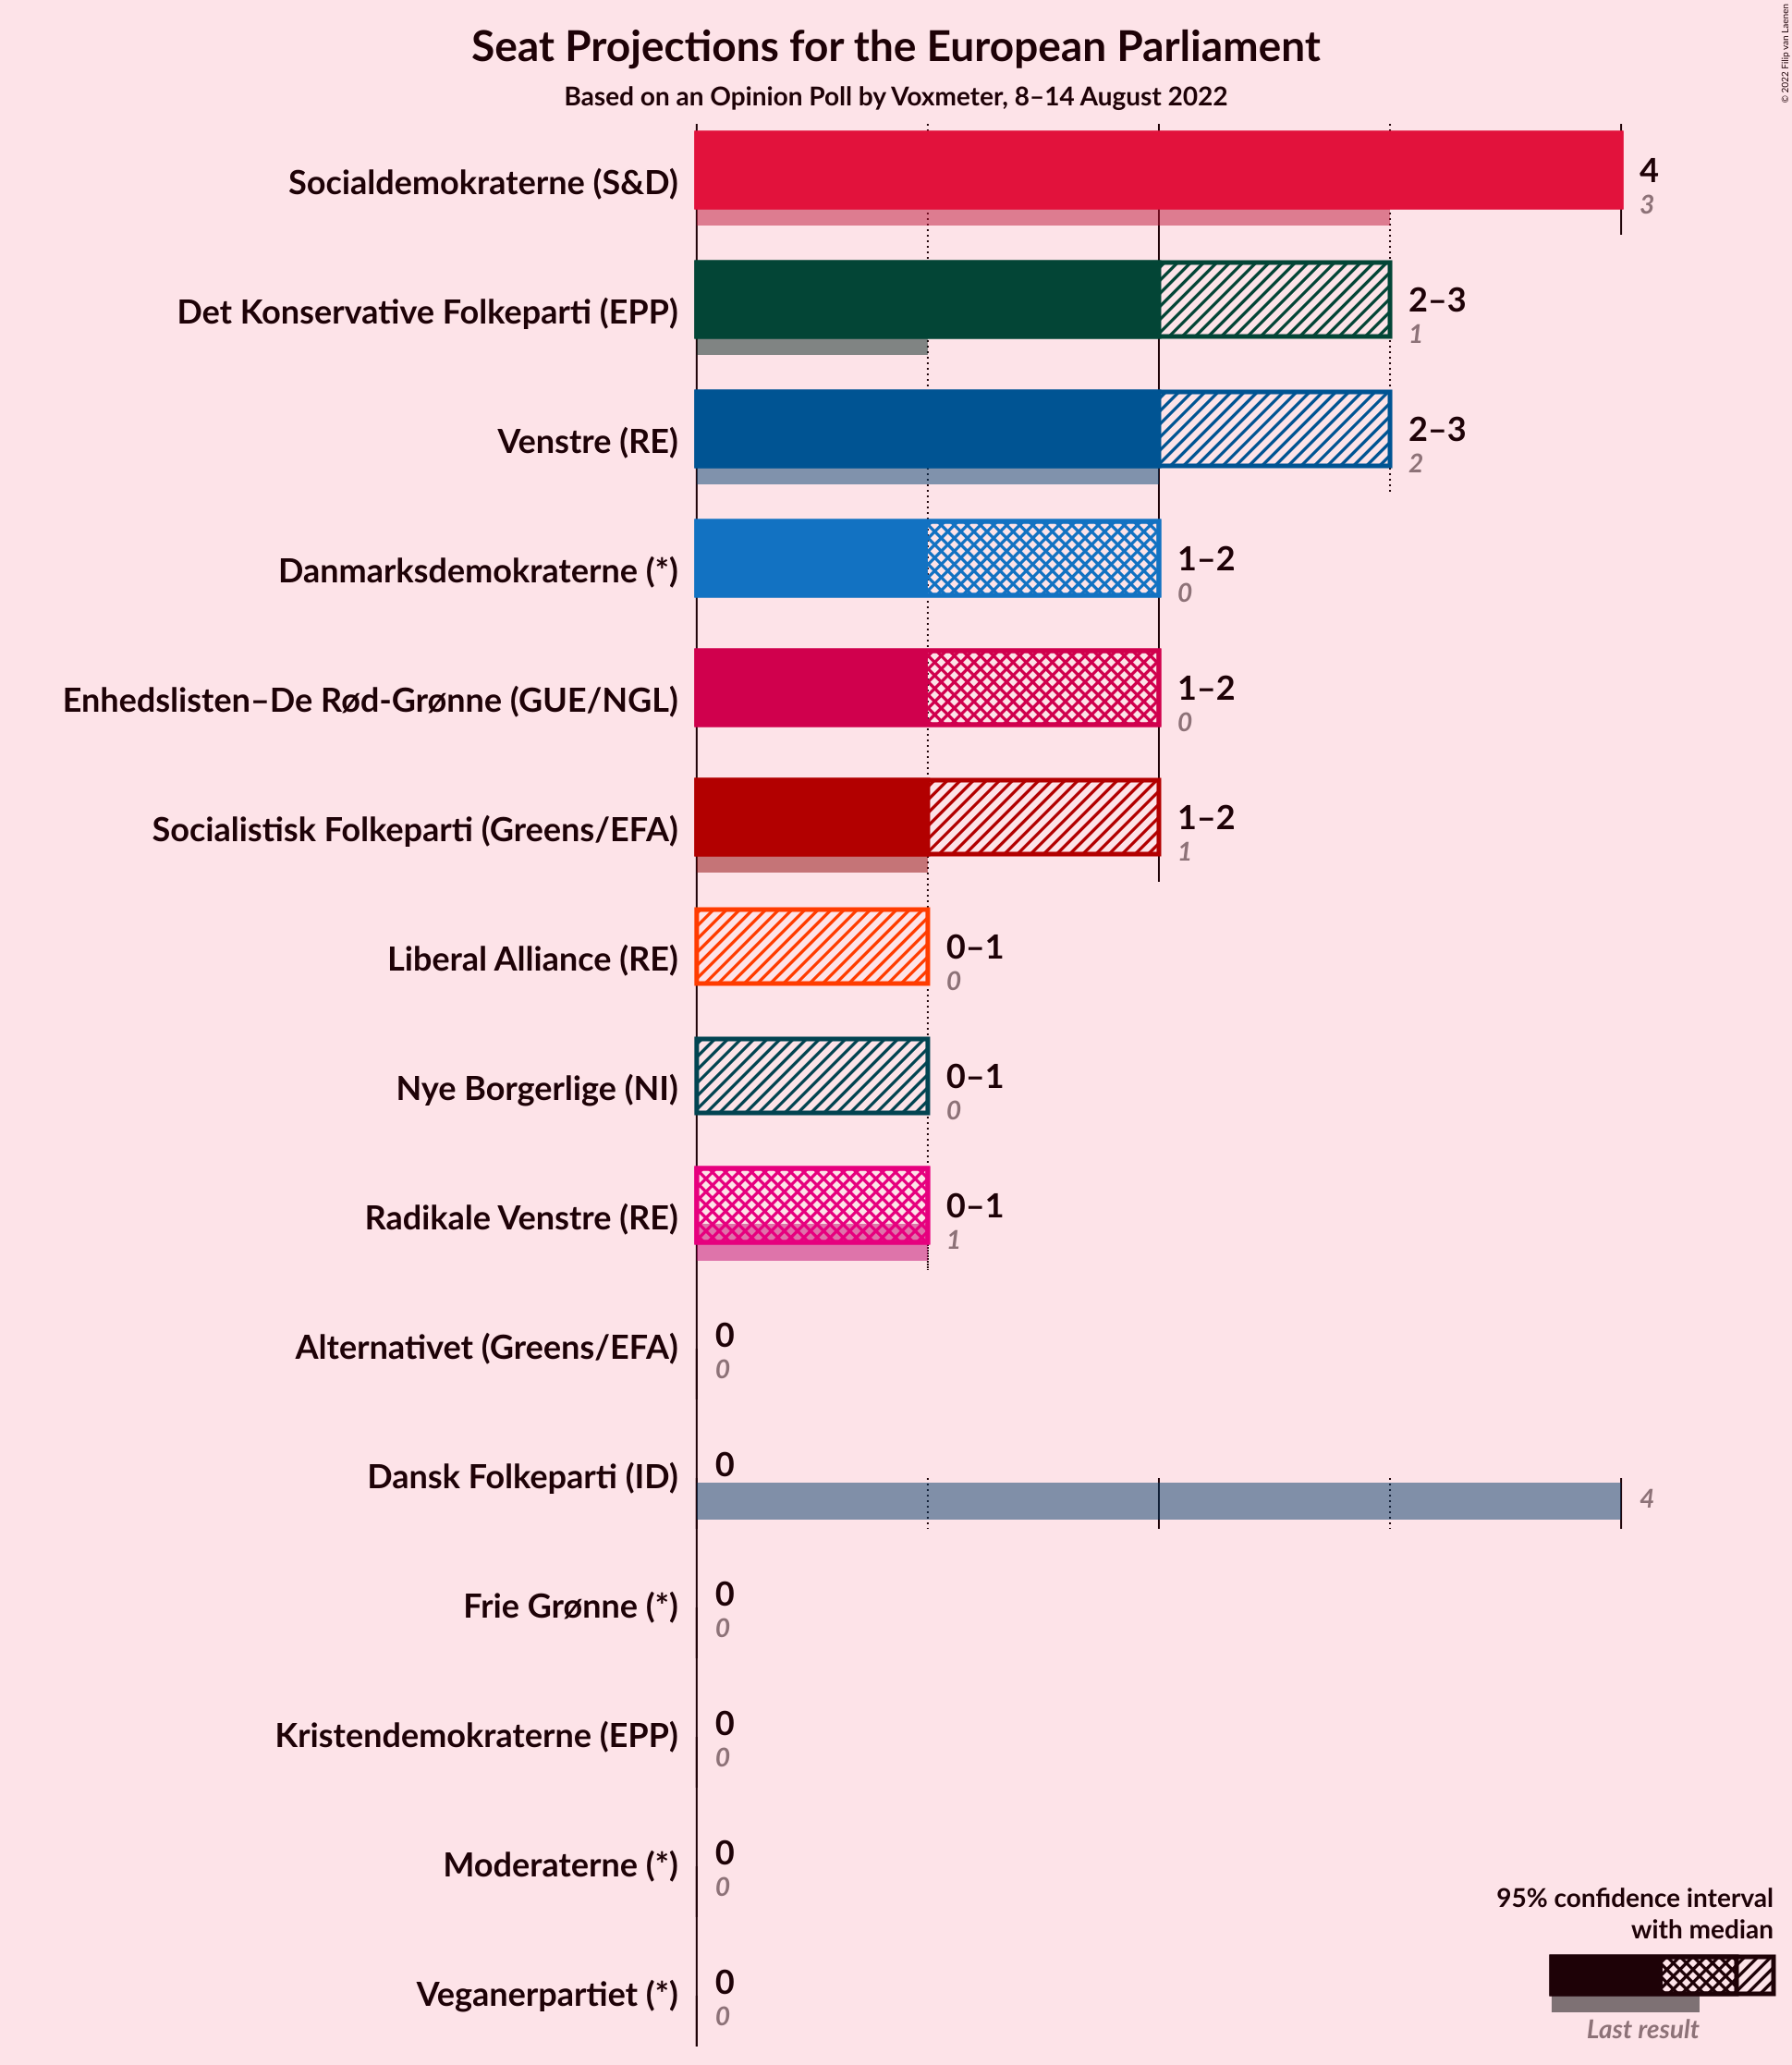 Seat Projections for the European Parliament
Based on an Opinion Poll by Voxmeter, 8–14 August 2022
© 2022 Filip van Laenen
Socialdemokraterne (S&D)
4
3
Det Konservative Folkeparti (EPP)
2–3
1
Venstre (RE)
2–3
2
Danmarksdemokraterne (*)
1–2
0
Enhedslisten–De Rød-Grønne (GUE/NGL)
1–2
0
Socialistisk Folkeparti (Greens/EFA)
1–2
1
Liberal Alliance (RE)
0–1
0
Nye Borgerlige (NI)
0–1
0
Radikale Venstre (RE)
0–1
1
Alternativet (Greens/EFA)
0
0
Dansk Folkeparti (ID)
0
4
Frie Grønne (*)
0
0
Kristendemokraterne (EPP)
0
0
Moderaterne (*)
0
0
Veganerpartiet (*)
0
0
95% confidence interval
with median
Last result